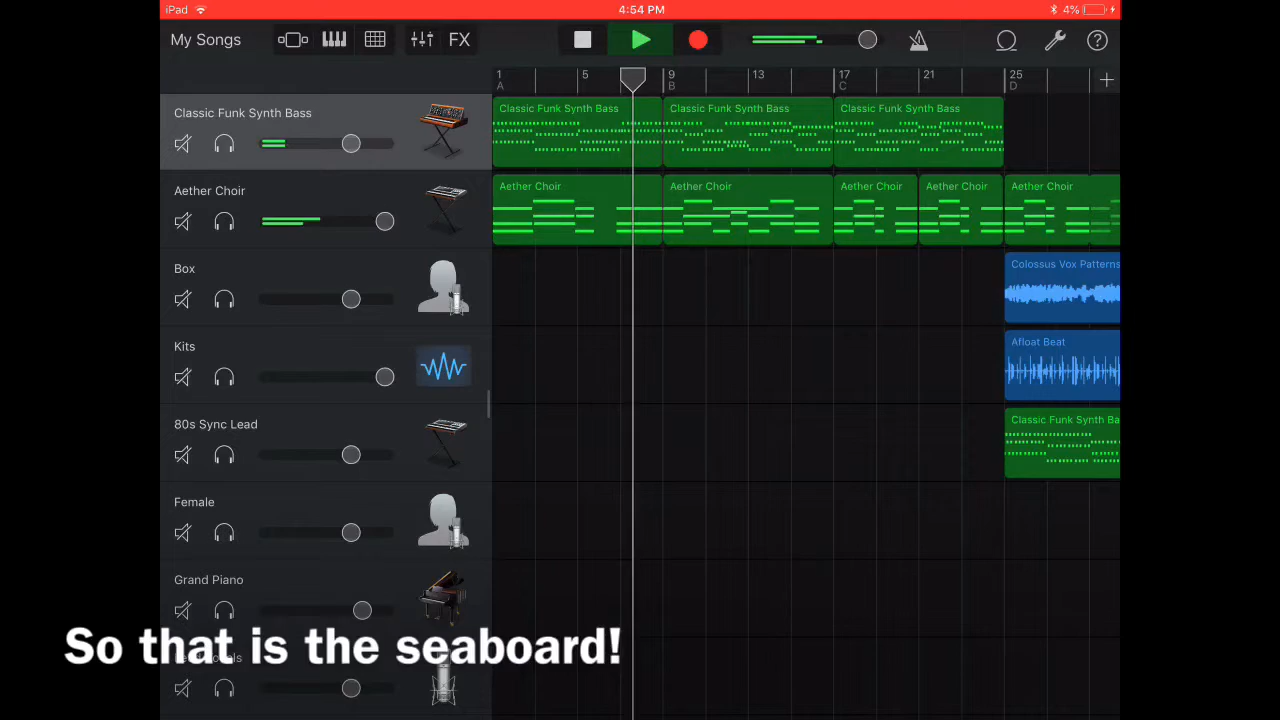 iPad 4:54 PM 4%
My Songs FX
1 5 9 13 17 21 25
A B C D
Classic Funk Synth Bass Classic Funk Synth Bass Classic Funk Synth Bass Classic Funk Synth Bass
Aether Choir Aether Choir Aether Choir Aether Choir Aether Choir Aether Choir
Box Colossus Vox Patterns
Kits Afloat Beat
80s Sync Lead Classic Funk Synth Ba
Female
Grand Piano
So that is the seaboard!